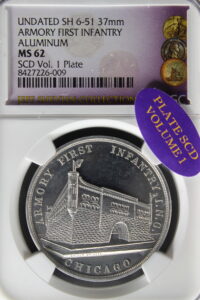 UNDATED SH 6-51 37mm
ARMORY FIRST INFANTRY
ALUMINUM
MS 62
SCD Vol. 1 Plate
8427226-009
PLATE SCD
VOLUME 1
ARMORY FIRST INFANTRY I.N.G.
CHICAGO